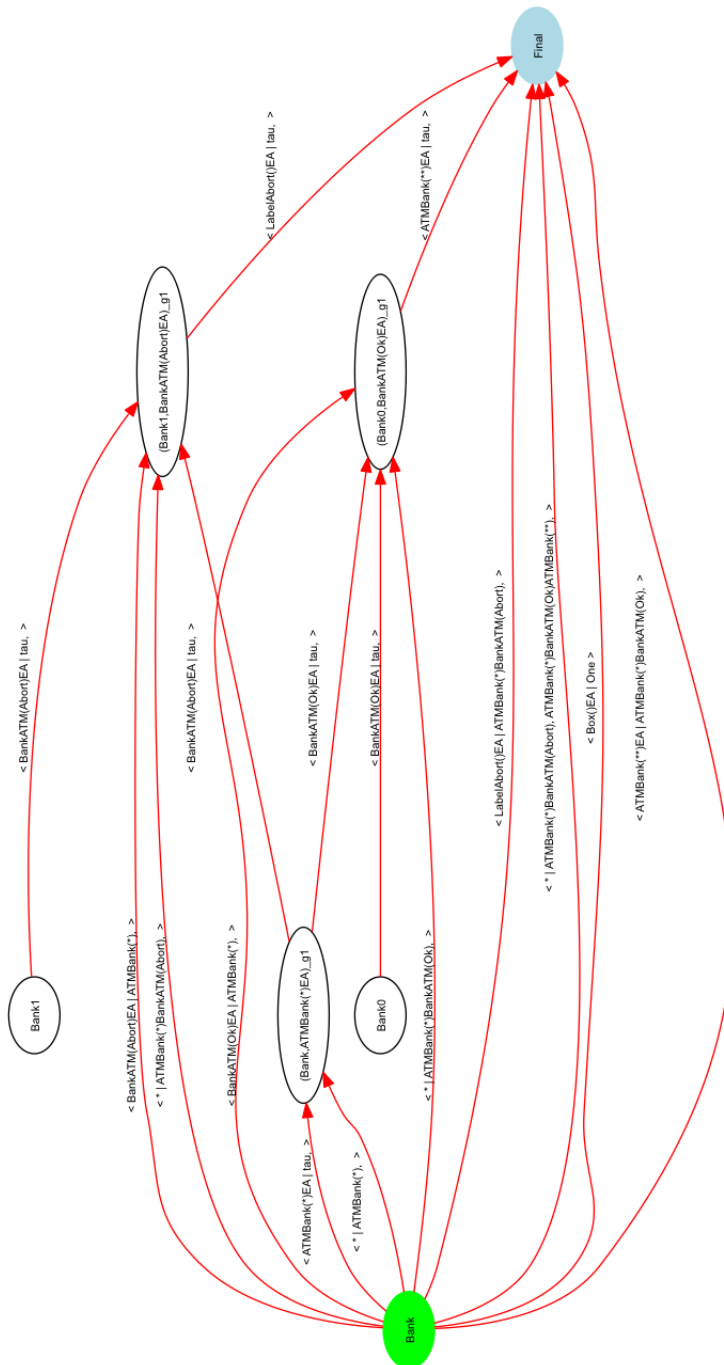 Bank1
< BankATM(Abort)EA | tau,  >
(Bank1,BankATM(Abort)EA)_g1
< LabelAbort()EA | tau,  >
Final
< BankATM(Abort)EA | ATMBank(*),  >
< * | ATMBank(*)BankATM(Abort),  >
< BankATM(Abort)EA | tau,  >
< BankATM(Ok)EA | ATMBank(*),  >
(Bank,ATMBank(*)EA)_g1
< BankATM(Ok)EA | tau,  >
(Bank0,BankATM(Ok)EA)_g1
< ATMBank(**)EA | tau,  >
< ATMBank(*)EA | tau,  >
< * | ATMBank(*),  >
Bank0
< BankATM(Ok)EA | tau,  >
Bank
< * | ATMBank(*)BankATM(Ok),  >
< LabelAbort()EA | ATMBank(*)BankATM(Abort),  >
< * | ATMBank(*)BankATM(Abort), ATMBank(*)BankATM(Ok)ATMBank(**),  >
< Box()EA | One >
< ATMBank(**)EA | ATMBank(*)BankATM(Ok),  >